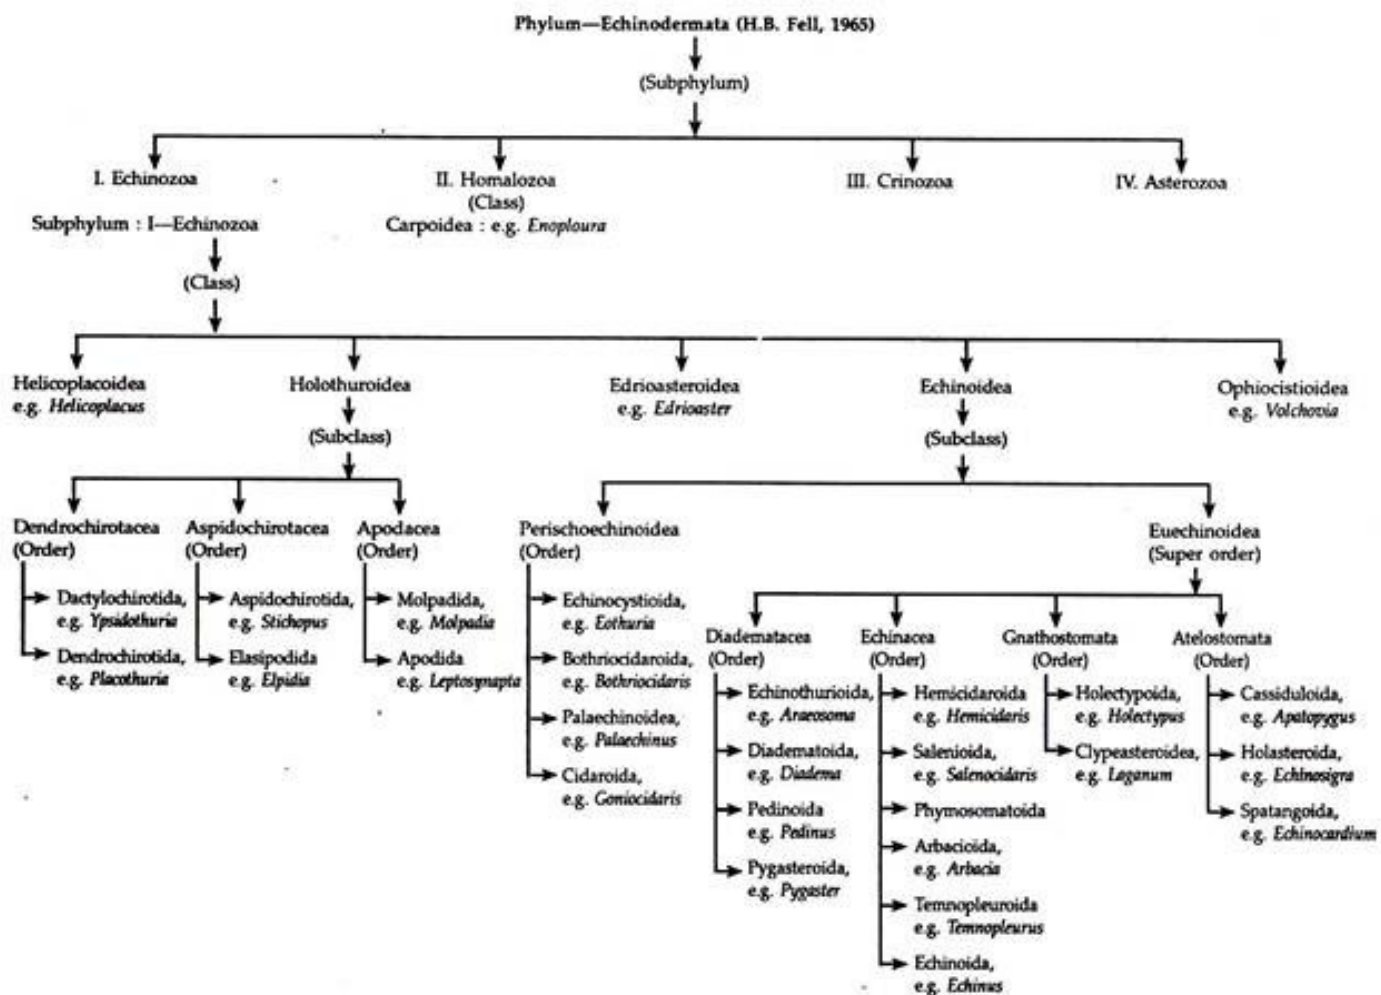 Phylum—Echinodermata (H.B. Fell, 1965)
(Subphylum)
I. Echinozoa
II. Homalozoa
(Class)
Carpoidea : e.g. Enoploura
III. Crinozoa
IV. Asterozoa
Subphylum : I—Echinozoa
(Class)
Helicoplacoidea
e.g. Helicoplacus
Holothuroidea
(Subclass)
Edrioasteroidea
e.g. Edrioaster
Echinoidea
(Subclass)
Ophiocistioidea
e.g. Volchovia
Dendrochirotacea
(Order)
Dactylochirotida,
e.g. Ypsidothuria
Dendrochirotida,
e.g. Placothuria
Aspidochirotacea
(Order)
Aspidochirotida,
e.g. Stichopus
Elasipodida
e.g. Elpidia
Apodacea
(Order)
Molpadida,
e.g. Molpadia
Apodida
e.g. Leptosynapta
Perischoechinoidea
(Order)
Echinocystioida,
e.g. Eothuria
Bothriocidaroida,
e.g. Bothriocidaris
Palaechinoidea,
e.g. Palaechinus
Cidaroida,
e.g. Goniocidaris
Euechinoidea
(Super order)
Diadematacea
(Order)
Echinothurioida,
e.g. Araeosoma
Diadematoida,
e.g. Diadema
Pedinoida
e.g. Pedinus
Pygasteroida,
e.g. Pygaster
Echinacea
(Order)
Hemicidaroida
e.g. Hemicidaris
Salenioida,
e.g. Salenocidaris
Phymosomatoida
Arbacioida,
e.g. Arbacia
Temnopleuroida
e.g. Temnopleurus
Echinoida,
e.g. Echinus
Gnathostomata
(Order)
Holectypoida,
e.g. Holectypus
Clypeasteroidea,
e.g. Laganum
Atelostomata
(Order)
Cassiduloida,
e.g. Apatopygus
Holasteroida,
e.g. Echinosigra
Spatangoida,
e.g. Echinocardium